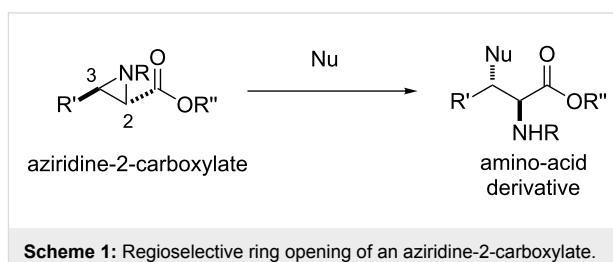 3
NR
O
R'
2
OR"
aziridine-2-carboxylate
Nu
Nu
O
R'
OR"
NHR
amino-acid
derivative
Scheme 1: Regioselective ring opening of an aziridine-2-carboxylate.